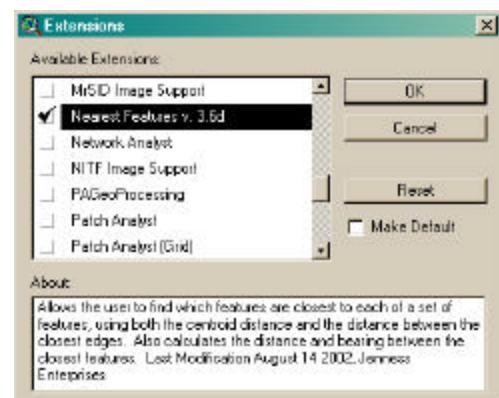 Extensions
Available Extensions:
MrSID Image Support
Nearest Features v. 3.6d
Network Analyst
NITF Image Support
PAGeoProcessing
Patch Analyst
Patch Analyst (Grid)
OK
Cancel
Reset
Make Default
About:
Allows the user to find which features are closest to each of a set of
features, using both the centroid distance and the distance between the
closest edges. Also calculates the distance and bearing between the
closest features. Last Modification August 14 2002, Jenness
Enterprises